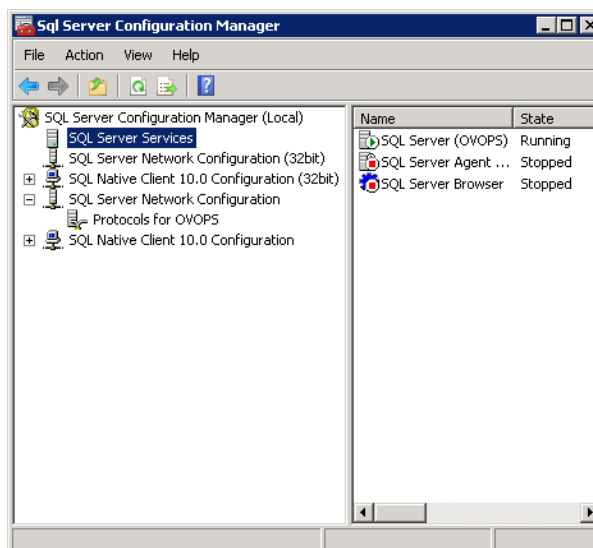 Sql Server Configuration Manager
File Action View Help
SQL Server Configuration Manager (Local)
SQL Server Services
SQL Server Network Configuration (32bit)
SQL Native Client 10.0 Configuration (32bit)
SQL Server Network Configuration
Protocols for OVOPS
SQL Native Client 10.0 Configuration
Name State
SQL Server (OVOPS) Running
SQL Server Agent ... Stopped
SQL Server Browser Stopped